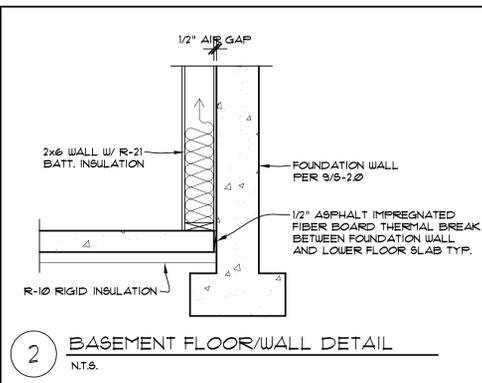 1/2" AIR GAP
2x6 WALL W/ R-21
BATT. INSULATION
FOUNDATION WALL
PER 9/S-2.0
1/2" ASPHALT IMPREGNATED
FIBER BOARD THERMAL BREAK
BETWEEN FOUNDATION WALL
AND LOWER FLOOR SLAB TYP.
R-10 RIGID INSULATION
2 BASEMENT FLOOR/WALL DETAIL
N.T.S.